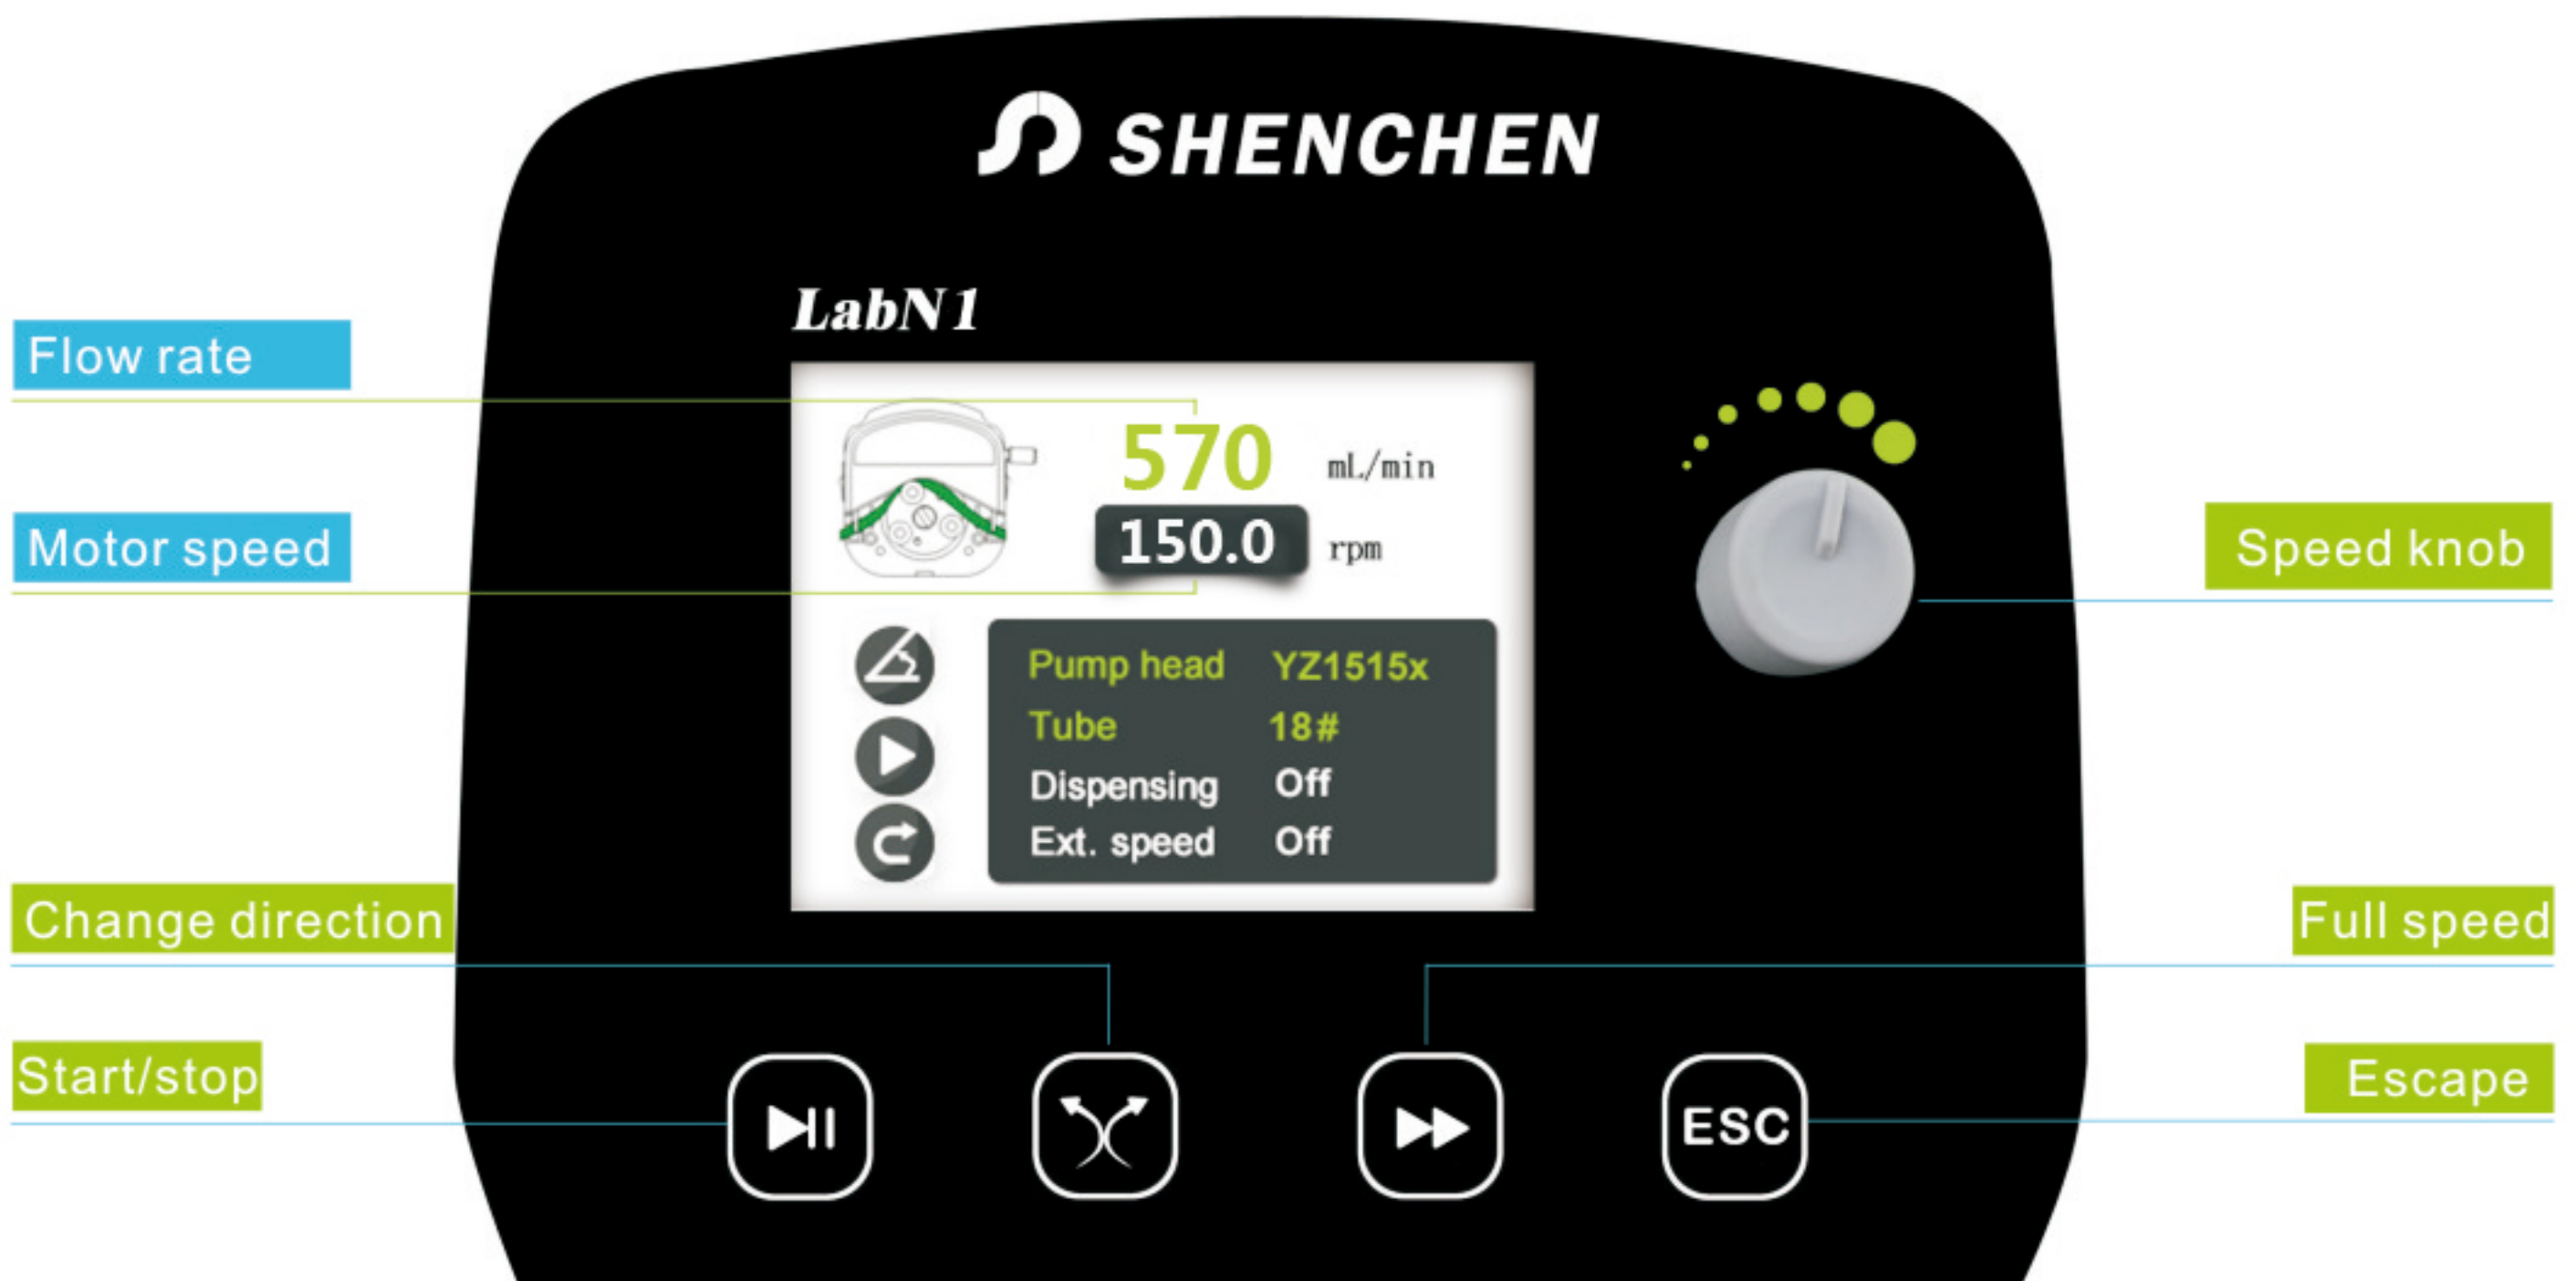 SHENCHEN
LabN1
Flow rate
570 mL/min
Motor speed
150.0 rpm
Speed knob
Pump head YZ1515x
Tube 18#
Dispensing Off
Ext. speed Off
Change direction
Full speed
Start/stop
Escape
ESC